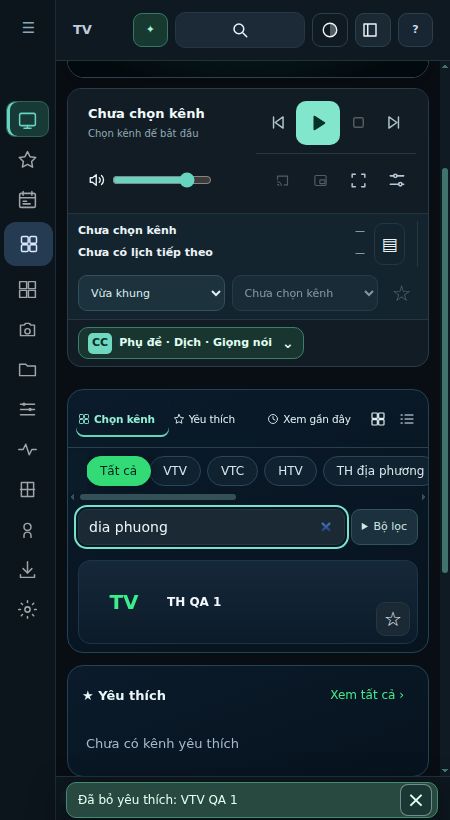 TV
?
Chưa chọn kênh
Chọn kênh để bắt đầu
Chưa chọn kênh —
Chưa có lịch tiếp theo —
Vừa khung
Chưa chọn kênh
CC Phụ đề · Dịch · Giọng nói
Chọn kênh
Yêu thích
Xem gần đây
Tất cả
VTV
VTC
HTV
TH địa phương
dia phuong
Bộ lọc
TV
TH QA 1
★ Yêu thích
Xem tất cả ›
Chưa có kênh yêu thích
Đã bỏ yêu thích: VTV QA 1